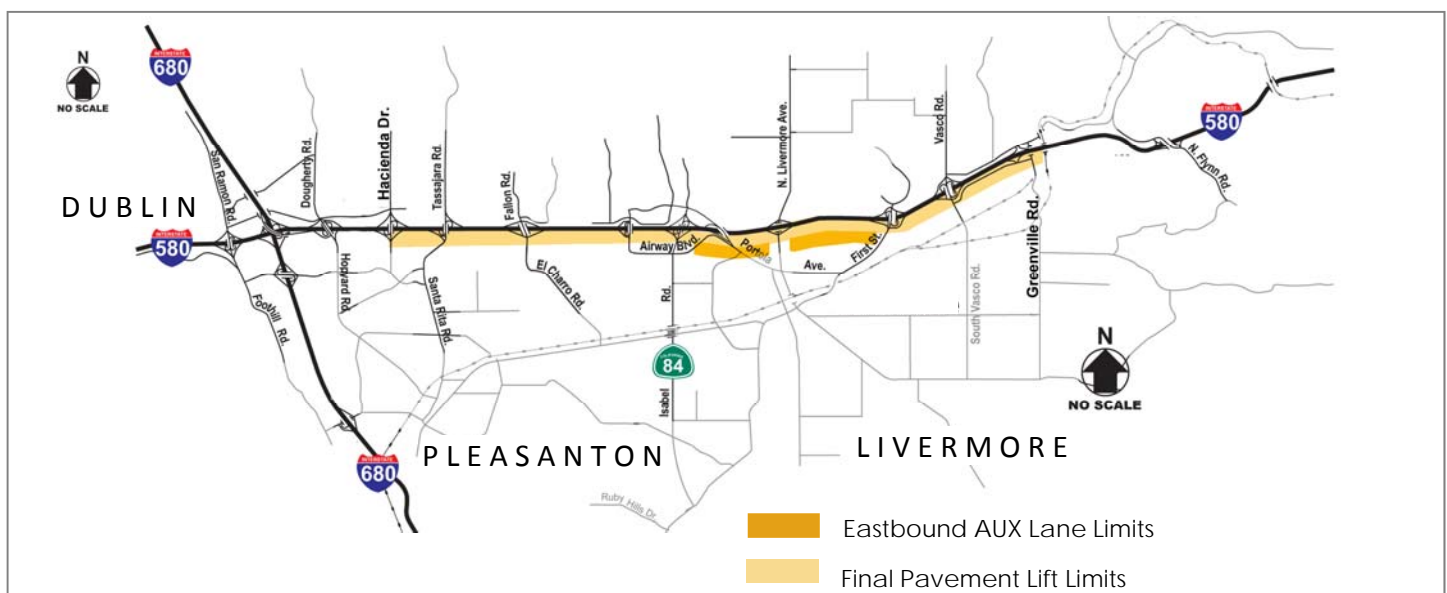 N
NO SCALE
INTERSTATE
680
San Ramon Rd.
Dougherty Rd.
Hacienda Dr.
Tassajara Rd.
Fallon Rd.
N. Livermore Ave.
Vasco Rd.
INTERSTATE
580
N. Flynn Rd.
DUBLIN
INTERSTATE
580
Foothill Rd.
Hopyard Rd.
Santa Rita Rd.
El Charro Rd.
Airway Blvd.
Portola
Ave.
First St.
Greenville Rd.
South Vasco Rd.
Rd.
CALIFORNIA
84
Isabel
N
NO SCALE
INTERSTATE
680
PLEASANTON
LIVERMORE
Ruby Hills Dr.
Eastbound AUX Lane Limits
Final Pavement Lift Limits